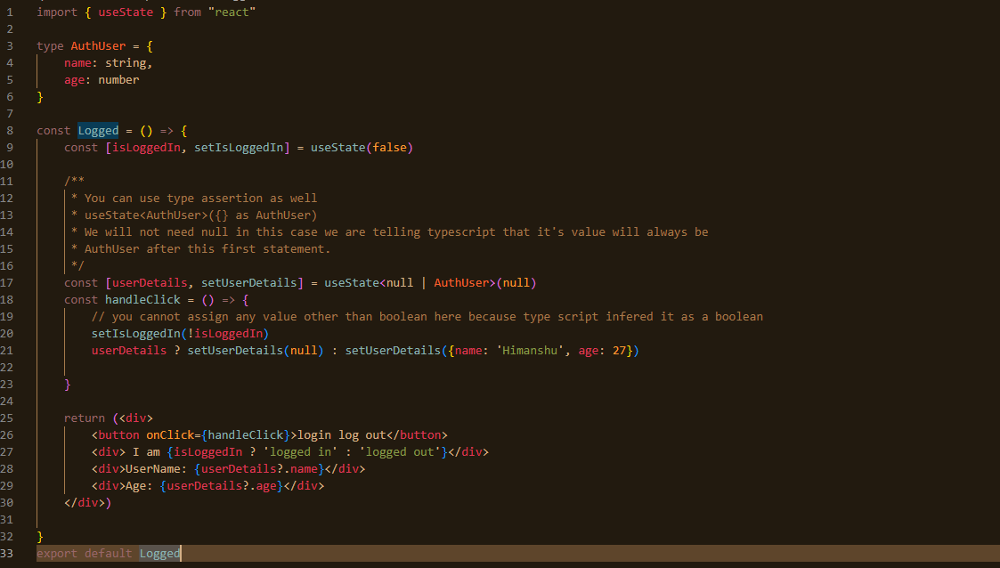 1 import { useState } from "react"
2
3 type AuthUser = {
4     name: string,
5     age: number
6 }
7
8 const Logged = () => {
9     const [isLoggedIn, setIsLoggedIn] = useState(false)
10
11     /**
12      * You can use type assertion as well
13      * useState<AuthUser>({} as AuthUser)
14      * We will not need null in this case we are telling typescript that it's value will always be
15      * AuthUser after this first statement.
16      */
17     const [userDetails, setUserDetails] = useState<null | AuthUser>(null)
18     const handleClick = () => {
19         // you cannot assign any value other than boolean here because type script infered it as a boolean
20         setIsLoggedIn(!isLoggedIn)
21         userDetails ? setUserDetails(null) : setUserDetails({name: 'Himanshu', age: 27})
22
23     }
24
25     return (<div>
26         <button onClick={handleClick}>login log out</button>
27         <div> I am {isLoggedIn ? 'logged in' : 'logged out'}</div>
28         <div>UserName: {userDetails?.name}</div>
29         <div>Age: {userDetails?.age}</div>
30     </div>)
31
32 }
33 export default Logged